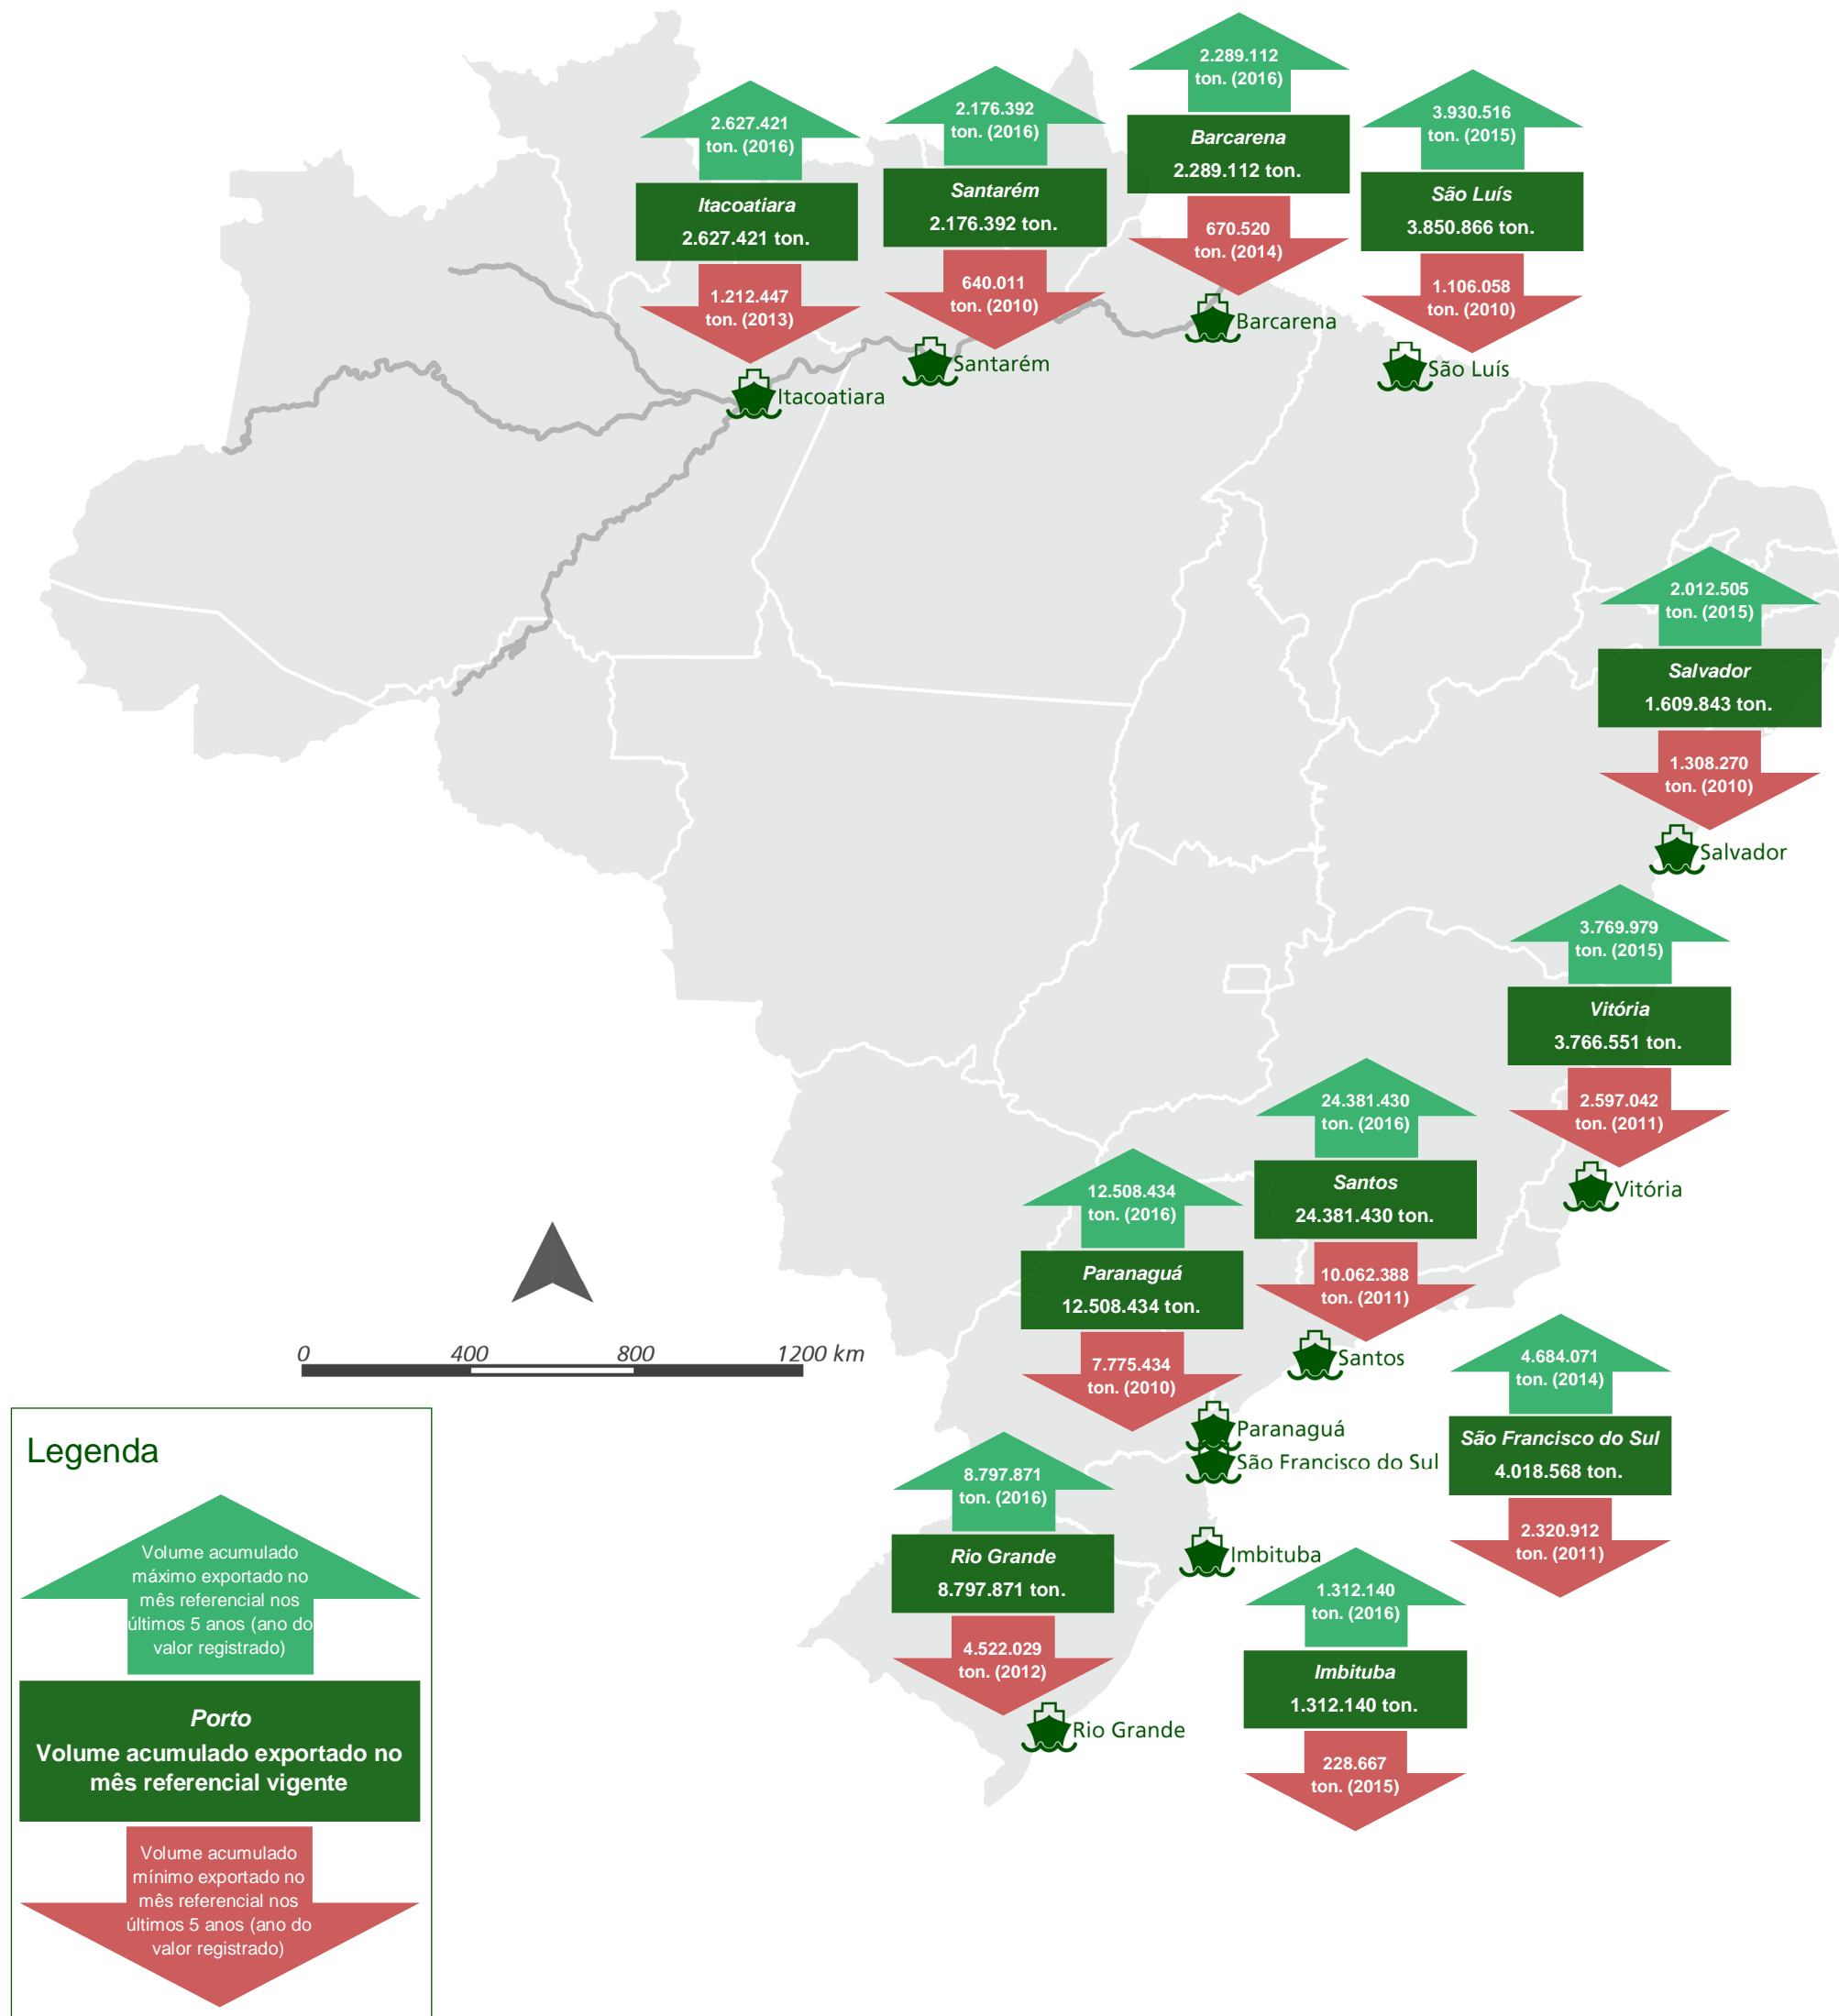 2.289.112
ton. (2016)
Barcarena
2.289.112 ton.
670.520
ton. (2014)
2.176.392
ton. (2016)
Santarém
2.176.392 ton.
640.011
ton. (2010)
3.930.516
ton. (2015)
São Luís
3.850.866 ton.
1.106.058
ton. (2010)
2.627.421
ton. (2016)
Itacoatiara
2.627.421 ton.
1.212.447
ton. (2013)
Barcarena
Santarém
São Luís
Itacoatiara
2.012.505
ton. (2015)
Salvador
1.609.843 ton.
1.308.270
ton. (2010)
Salvador
3.769.979
ton. (2015)
Vitória
3.766.551 ton.
2.597.042
ton. (2011)
Vitória
24.381.430
ton. (2016)
Santos
24.381.430 ton.
10.062.388
ton. (2011)
Santos
12.508.434
ton. (2016)
Paranaguá
12.508.434 ton.
7.775.434
ton. (2010)
Paranaguá
São Francisco do Sul
4.684.071
ton. (2014)
São Francisco do Sul
4.018.568 ton.
2.320.912
ton. (2011)
8.797.871
ton. (2016)
Rio Grande
8.797.871 ton.
4.522.029
ton. (2012)
Rio Grande
Imbituba
1.312.140
ton. (2016)
Imbituba
1.312.140 ton.
228.667
ton. (2015)
0 400 800 1200 km
Legenda
Volume acumulado
máximo exportado no
mês referencial nos
últimos 5 anos (ano do
valor registrado)
Porto
Volume acumulado exportado no
mês referencial vigente
Volume acumulado
mínimo exportado no
mês referencial nos
últimos 5 anos (ano do
valor registrado)